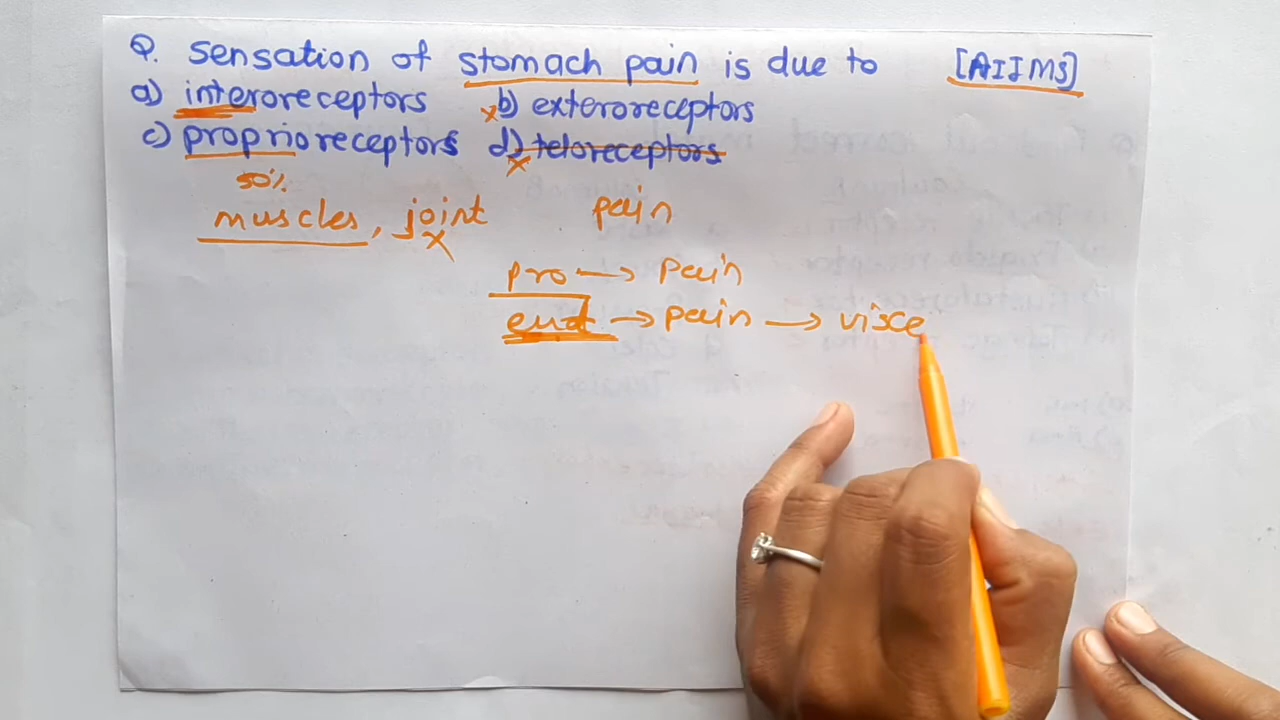 Q. sensation of stomach pain is due to [AIIMS]
a) interoreceptors b) exteroreceptors
c) proprioreceptors d) teloreceptors
50%
muscles, joint pain
pro → pain
end → pain → visce